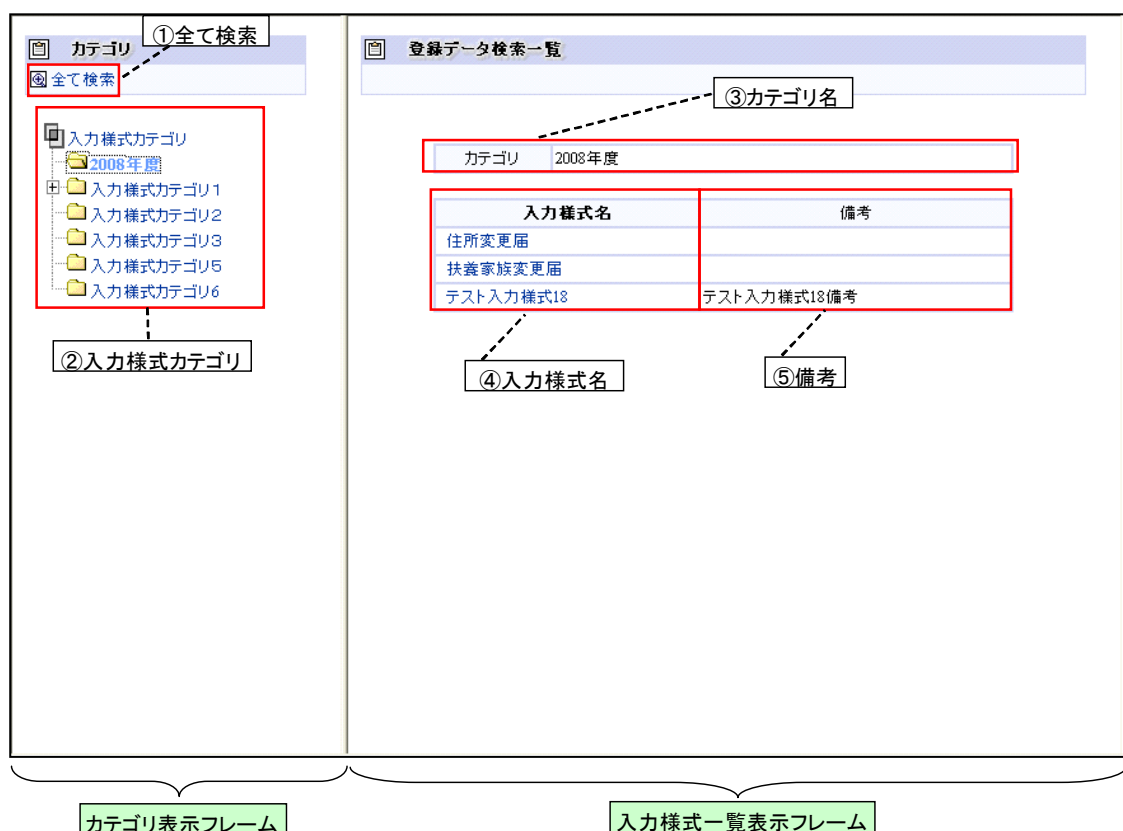 カテゴリ
①全て検索
全て検索
入力様式カテゴリ
2008年度
入力様式カテゴリ1
入力様式カテゴリ2
入力様式カテゴリ3
入力様式カテゴリ5
入力様式カテゴリ6
②入力様式カテゴリ
登録データ検索一覧
③カテゴリ名
カテゴリ 2008年度
入力様式名 備考
住所変更届
扶養家族変更届
テスト入力様式18 テスト入力様式18備考
④入力様式名
⑤備考
カテゴリ表示フレーム
入力様式一覧表示フレーム